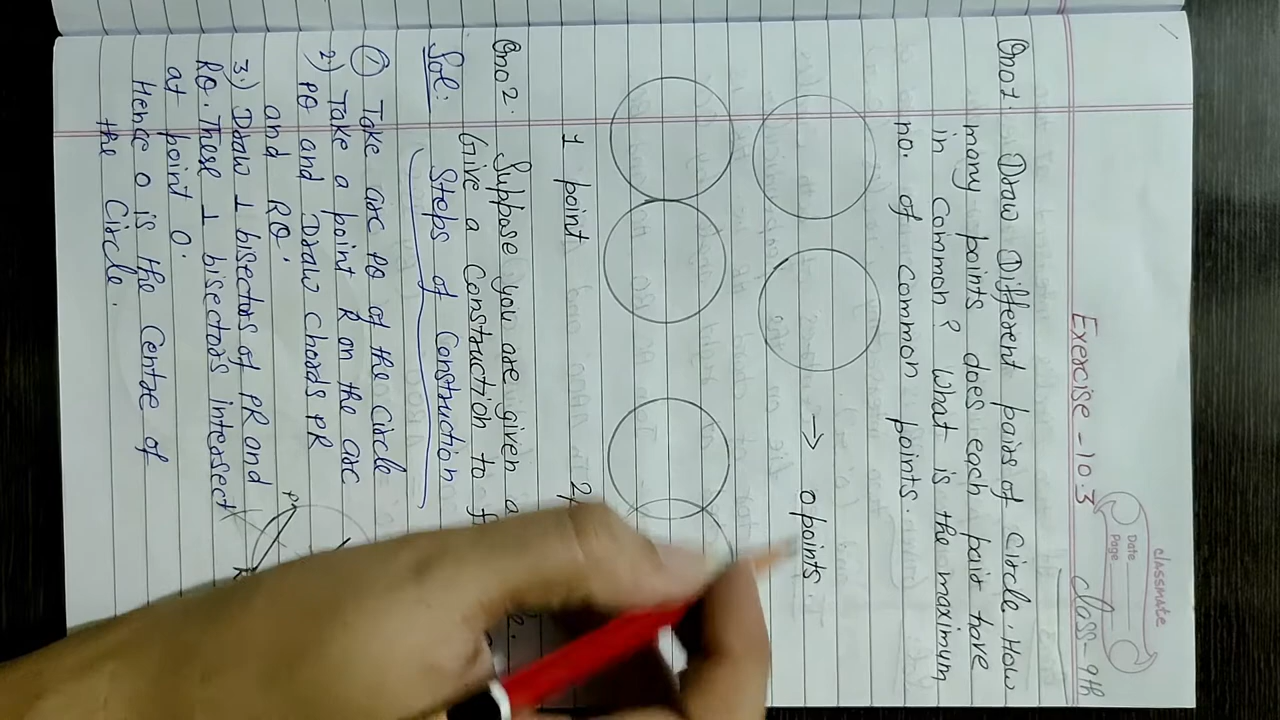 classmate
Date
Page
Exercise - 10.3
class - 9th
Qno 1. Draw Different pairs of Circle. How
many points does each pair have
in common? What is the maximum
no. of common points.
→ 0 points.
1 point
Qno 2. Suppose you are given a
Give a Construction to
Sol: Steps of Construction
① Take arc PQ of the Circle
2) Take a point R on the arc
PQ and Draw chords PR
and RQ.
3.) Draw ⊥ bisectors of PR and
RQ. These ⊥ bisectors intersect
at point O.
Hence O is the Centre of
the Circle.
P